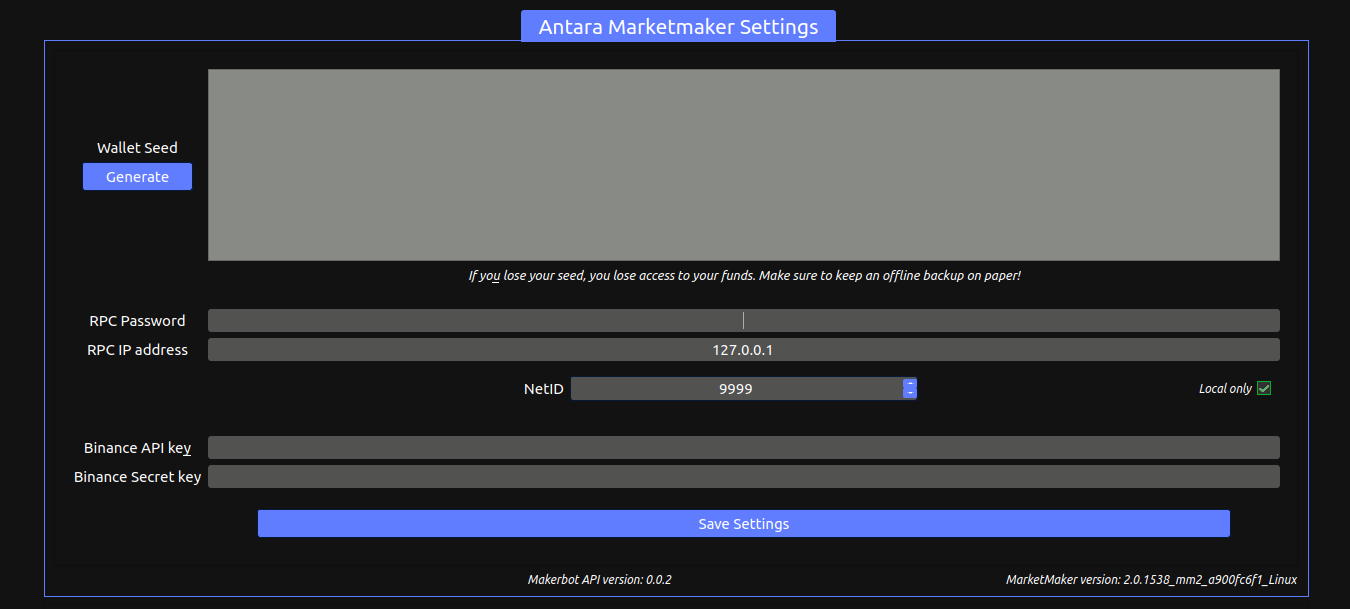 Antara Marketmaker Settings
Wallet Seed
Generate
If you lose your seed, you lose access to your funds. Make sure to keep an offline backup on paper!
RPC Password
RPC IP address 127.0.0.1
NetID 9999 Local only
Binance API key
Binance Secret key
Save Settings
Makerbot API version: 0.0.2 MarketMaker version: 2.0.1538_mm2_a900fc6f1_Linux